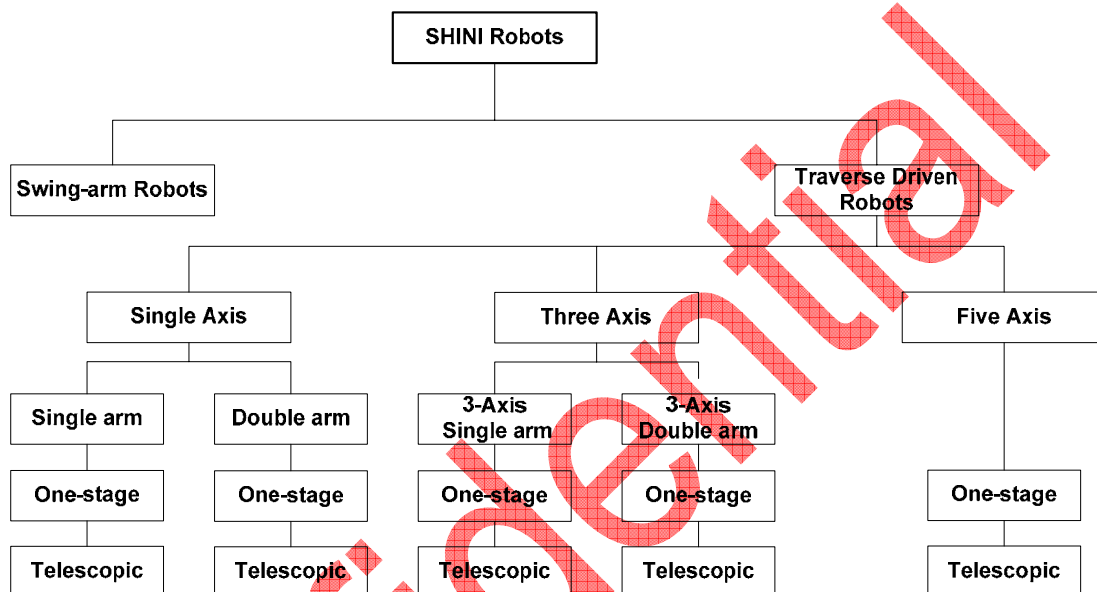 SHINI Robots
Swing-arm Robots
Traverse Driven
Robots
Single Axis
Three Axis
Five Axis
Single arm
Double arm
3-Axis
Single arm
3-Axis
Double arm
One-stage
One-stage
One-stage
One-stage
One-stage
Telescopic
Telescopic
Telescopic
Telescopic
Telescopic
fidential